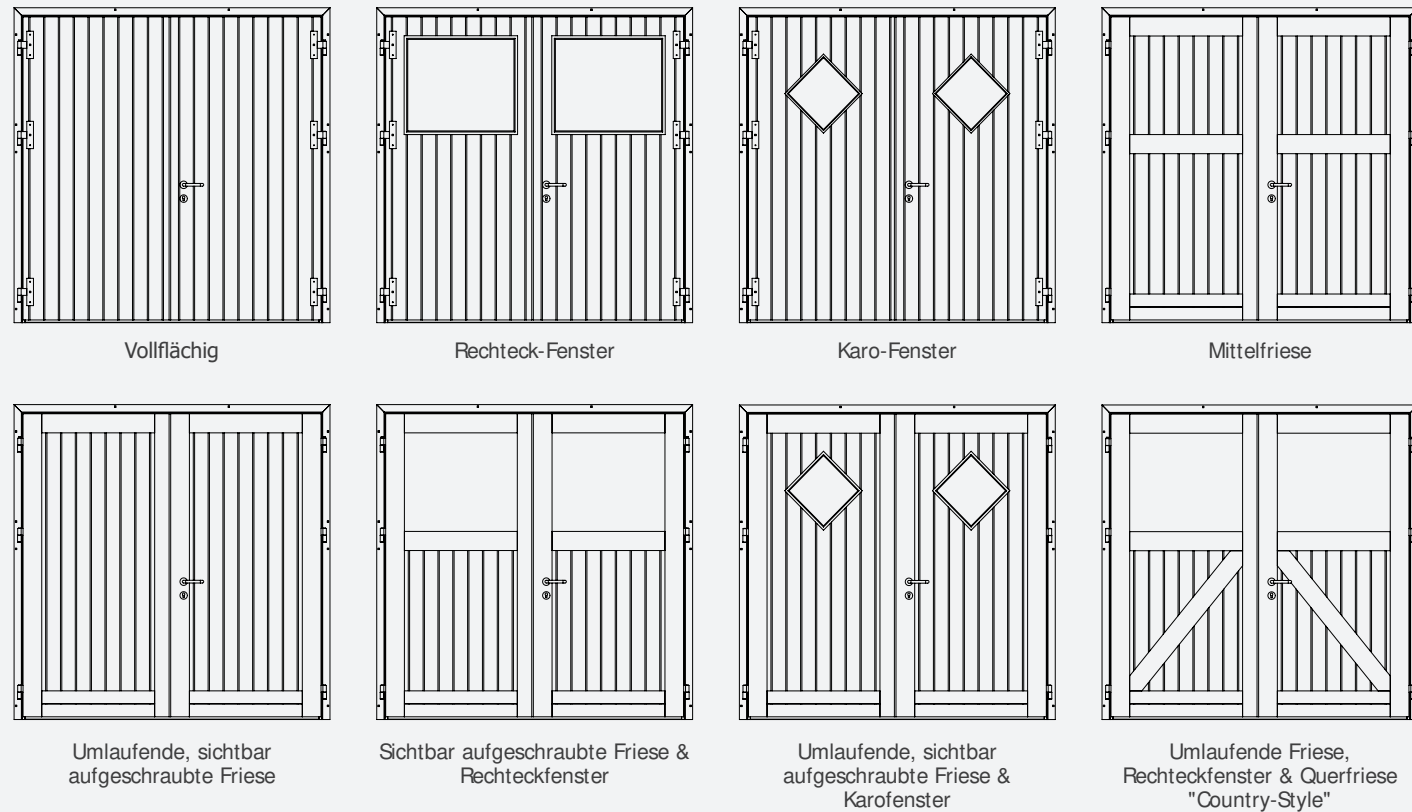 Vollflächig
Rechteck-Fenster
Karo-Fenster
Mittelfriese
Umlaufende, sichtbar
aufgeschraubte Friese
Sichtbar aufgeschraubte Friese &
Rechteckfenster
Umlaufende, sichtbar
aufgeschraubte Friese &
Karofenster
Umlaufende Friese,
Rechteckfenster & Querfriese
"Country-Style"